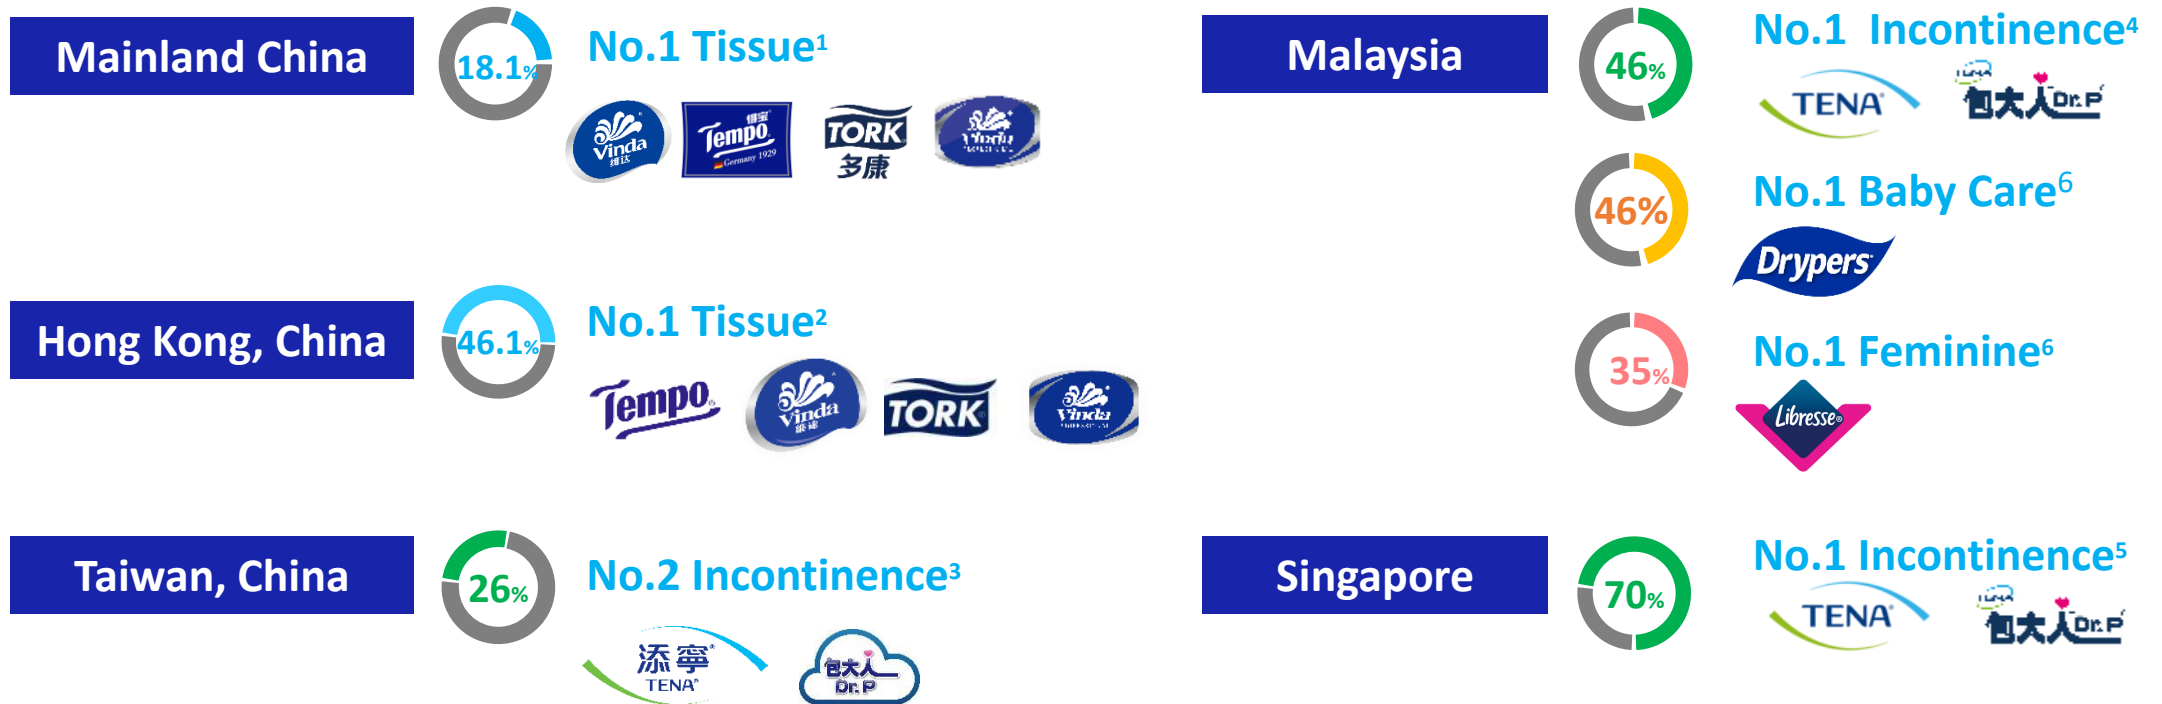 Mainland China
18.1%
No.1 Tissue1
Vinda
维达
Tempo
Germany 1929
TORK
多康
Hong Kong, China
46.1%
No.1 Tissue2
Tempo
Vinda
TORK
Vinda
Taiwan, China
26%
No.2 Incontinence3
添寧
TENA
包大人
Dr. P
Malaysia
46%
No.1 Incontinence4
TENA
包大人 Dr. P
46%
No.1 Baby Care6
Drypers
35%
No.1 Feminine6
Libresse
Singapore
70%
No.1 Incontinence5
TENA
包大人 Dr. P